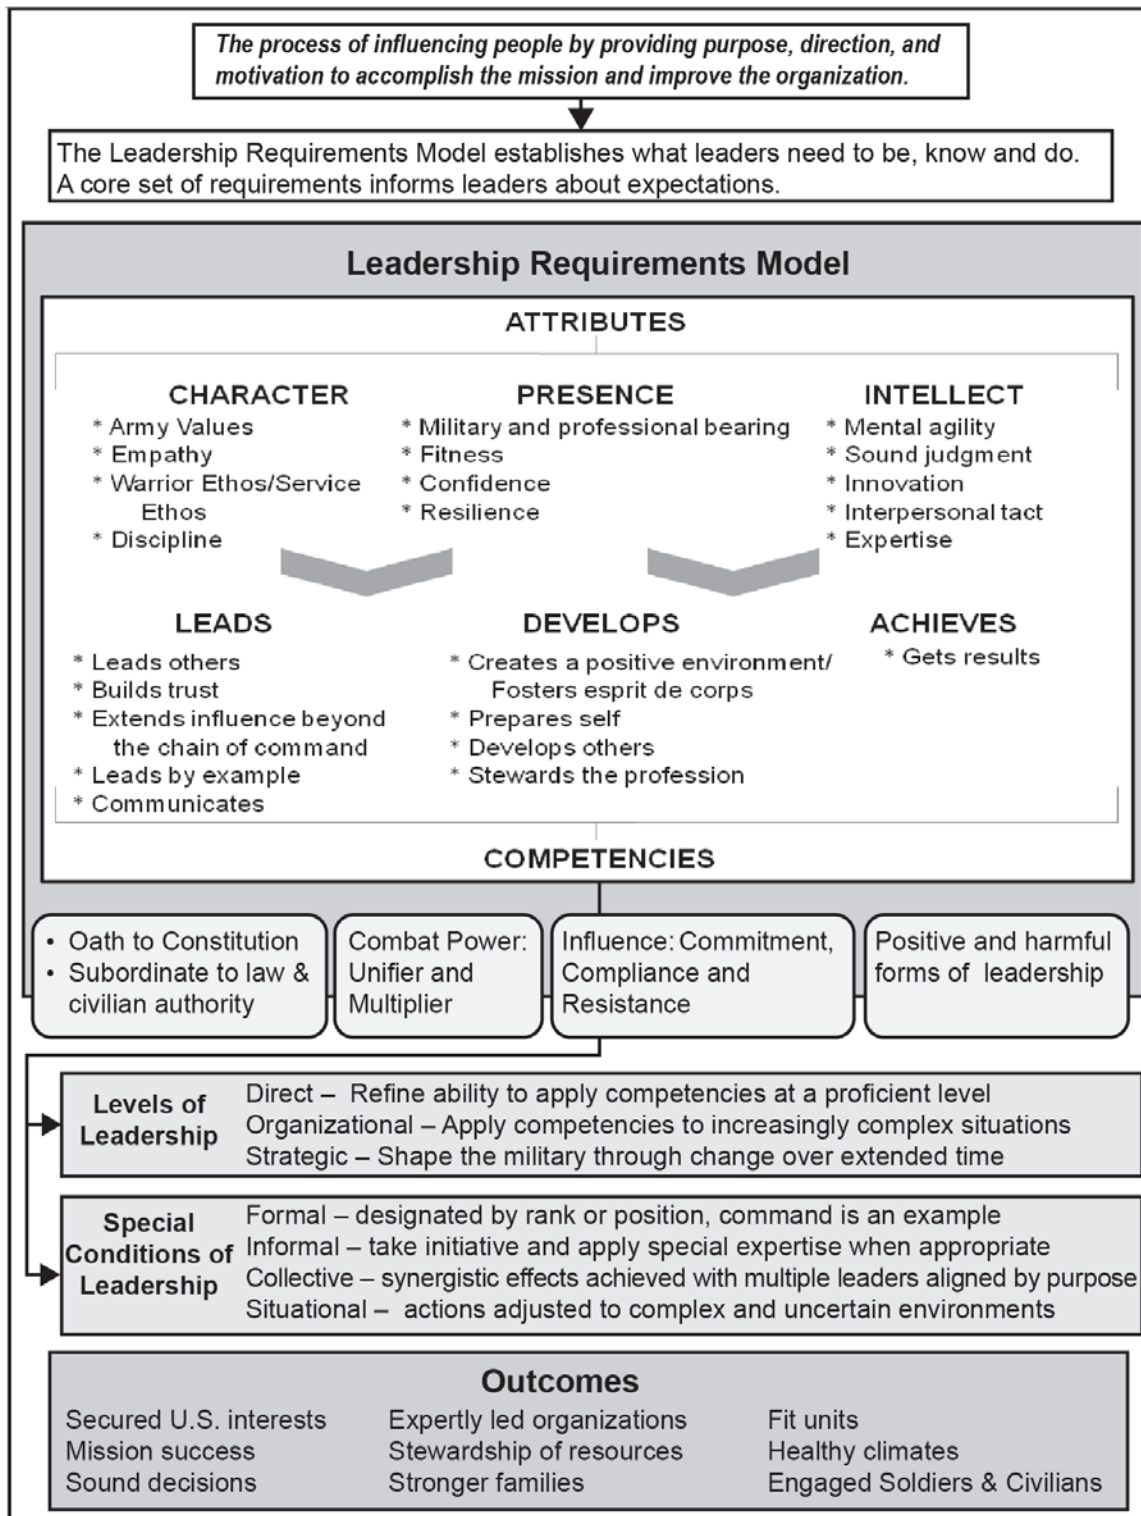 The process of influencing people by providing purpose, direction, and
motivation to accomplish the mission and improve the organization.
The Leadership Requirements Model establishes what leaders need to be, know and do.
A core set of requirements informs leaders about expectations.
Leadership Requirements Model
ATTRIBUTES
CHARACTER
* Army Values
* Empathy
* Warrior Ethos/Service
Ethos
* Discipline
PRESENCE
* Military and professional bearing
* Fitness
* Confidence
* Resilience
INTELLECT
* Mental agility
* Sound judgment
* Innovation
* Interpersonal tact
* Expertise
LEADS
* Leads others
* Builds trust
* Extends influence beyond
the chain of command
* Leads by example
* Communicates
DEVELOPS
* Creates a positive environment/
Fosters esprit de corps
* Prepares self
* Develops others
* Stewards the profession
ACHIEVES
* Gets results
COMPETENCIES
• Oath to Constitution
• Subordinate to law &
civilian authority
Combat Power:
Unifier and
Multiplier
Influence: Commitment,
Compliance and
Resistance
Positive and harmful
forms of leadership
Levels of
Leadership
Direct – Refine ability to apply competencies at a proficient level
Organizational – Apply competencies to increasingly complex situations
Strategic – Shape the military through change over extended time
Special
Conditions of
Leadership
Formal – designated by rank or position, command is an example
Informal – take initiative and apply special expertise when appropriate
Collective – synergistic effects achieved with multiple leaders aligned by purpose
Situational – actions adjusted to complex and uncertain environments
Outcomes
Secured U.S. interests
Mission success
Sound decisions
Expertly led organizations
Stewardship of resources
Stronger families
Fit units
Healthy climates
Engaged Soldiers & Civilians